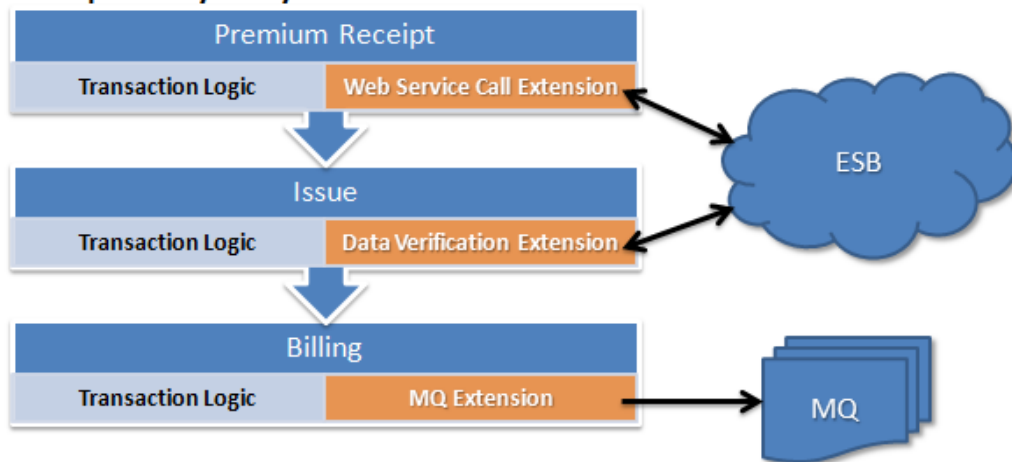 Premium Receipt
Transaction Logic Web Service Call Extension
ESB
Issue
Transaction Logic Data Verification Extension
Billing
Transaction Logic MQ Extension
MQ